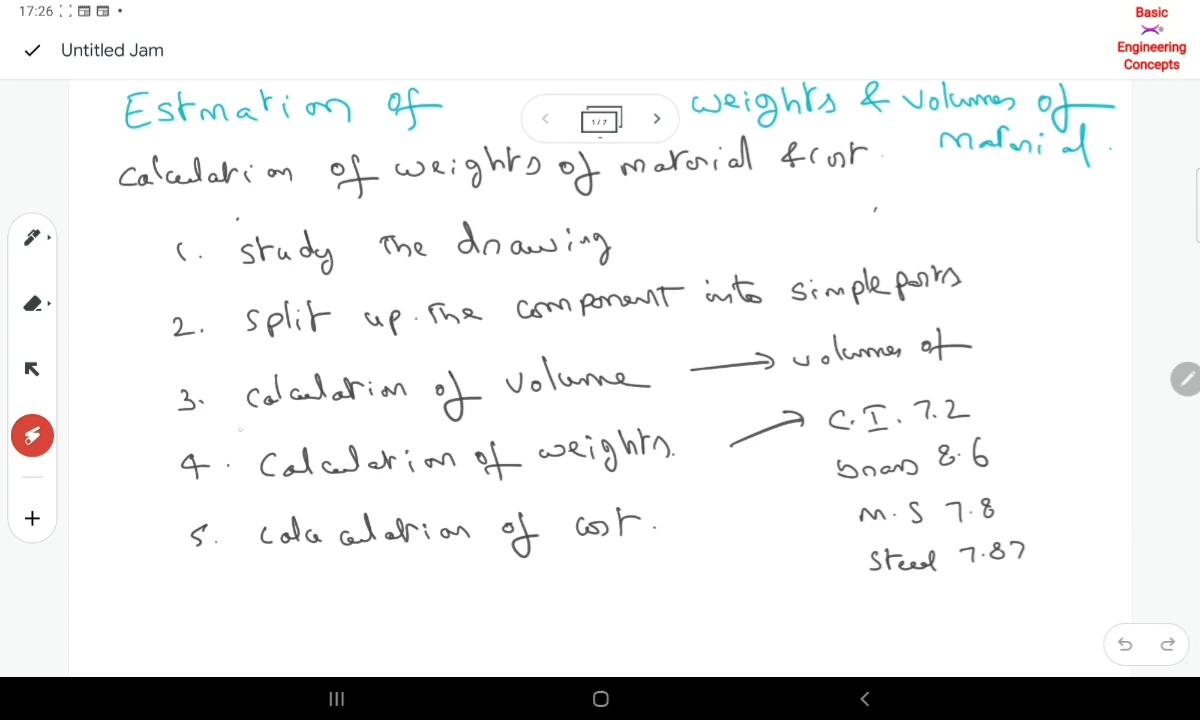 17:26
Untitled Jam
Basic
Engineering
Concepts
Estmation of weights & volumes of
material.
1/7
calculation of weights of material & cost.
1. study The drawing
2. split up. The component into simple parts
3. calculation of volume → volumes of
4. calculation of weights. → C.I. 7.2
brass 8.6
M.S 7.8
Steel 7.87
5. calculation of cost.